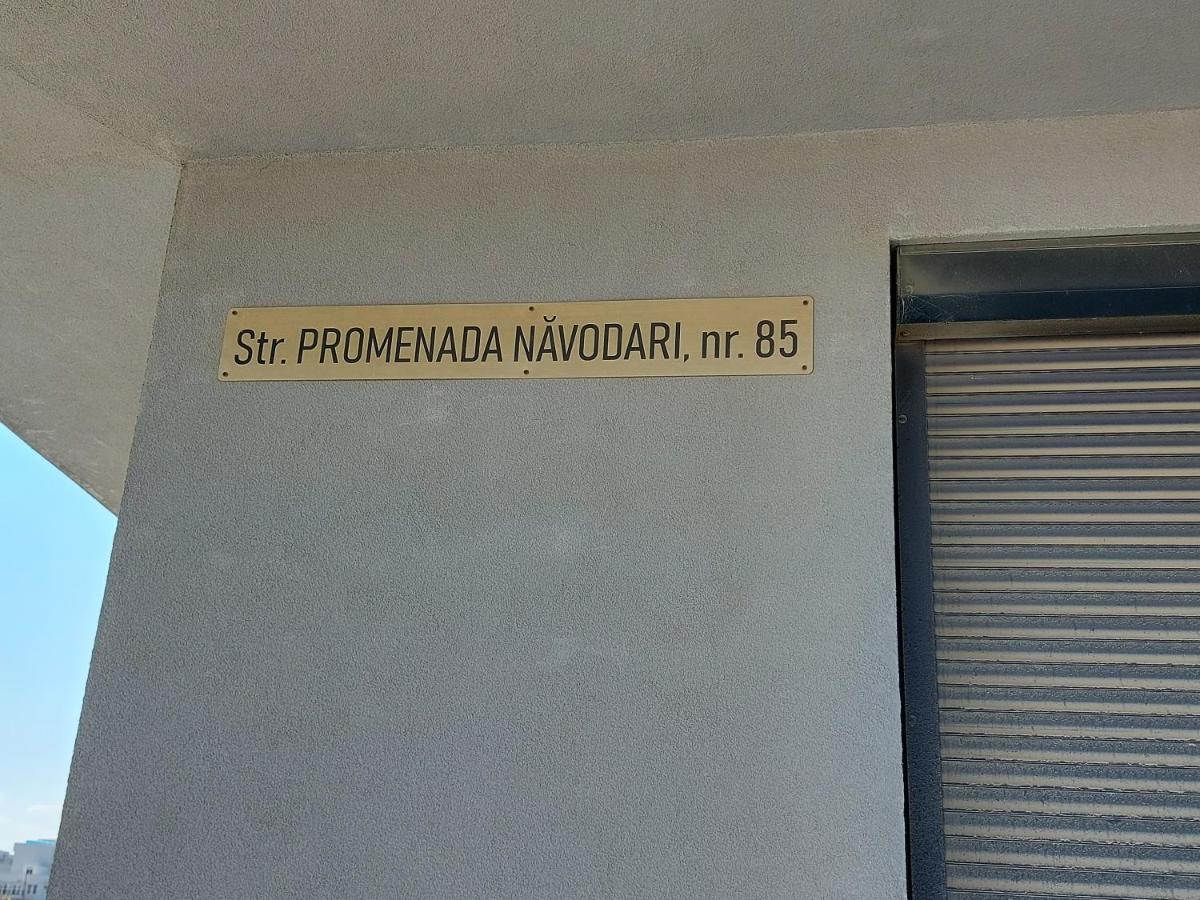 Str. PROMENADA NĂVODARI, nr. 85